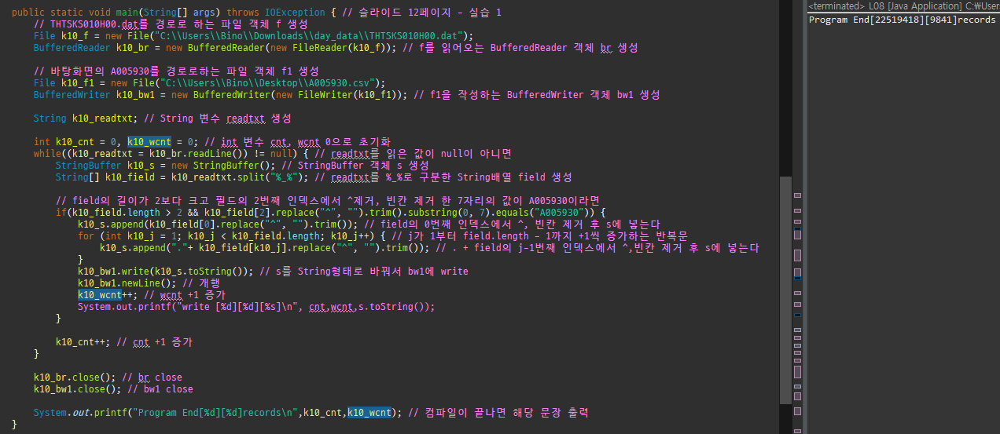 public static void main(String[] args) throws IOException { // 슬라이드 12페이지 - 실습 1
// THTSKS010H00.dat를 경로로 하는 파일 객체 f 생성
File k10_f = new File("C:\\Users\\Bino\\Downloads\\day_data\\THTSKS010H00.dat");
BufferedReader k10_br = new BufferedReader(new FileReader(k10_f)); // f를 읽어오는 BufferedReader 객체 br 생성
// 바탕화면의 A005930를 경로로하는 파일 객체 f1 생성
File k10_f1 = new File("C:\\Users\\Bino\\Desktop\\A005930.csv");
BufferedWriter k10_bw1 = new BufferedWriter(new FileWriter(k10_f1)); // f1을 작성하는 BufferedWriter 객체 bw1 생성
String k10_readtxt; // String 변수 readtxt 생성
int k10_cnt = 0, k10_wcnt = 0; // int 변수 cnt, wcnt 0으로 초기화
while((k10_readtxt = k10_br.readLine()) != null) { // readtxt를 읽은 값이 null이 아니면
StringBuffer k10_s = new StringBuffer(); // StringBuffer 객체 s 생성
String[] k10_field = k10_readtxt.split("%_%"); // readtxt를 %_%로 구분한 String배열 field 생성
// field의 길이가 2보다 크고 필드의 2번째 인덱스에서 ^제거, 빈칸 제거 한 7자리의 값이 A005930이라면
if(k10_field.length > 2 && k10_field[2].replace("^", "").trim().substring(0, 7).equals("A005930")) {
k10_s.append(k10_field[0].replace("^", "").trim()); // field의 0번째 인덱스에서 ^, 빈칸 제거 후 s에 넣는다
for (int k10_j = 1; k10_j < k10_field.length; k10_j++) { // j가 1부터 field.length - 1까지 +1씩 증가하는 반복문
k10_s.append("."+ k10_field[k10_j].replace("^", "").trim()); // . + field의 j-1번째 인덱스에서 ^,빈칸 제거 후 s에 넣는다
}
k10_bw1.write(k10_s.toString()); // s를 String형태로 바꿔서 bw1에 write
k10_bw1.newLine(); // 개행
k10_wcnt++; // wcnt +1 증가
System.out.printf("write [%d][%d][%s]\n", cnt,wcnt,s.toString());
}
k10_cnt++; // cnt +1 증가
}
k10_br.close(); // br close
k10_bw1.close(); // bw1 close
System.out.printf("Program End[%d][%d]records\n",k10_cnt,k10_wcnt); // 컴파일이 끝나면 해당 문장 출력
}
<terminated> L08 [Java Application] C:\Users
Program End[22519418][9841]records